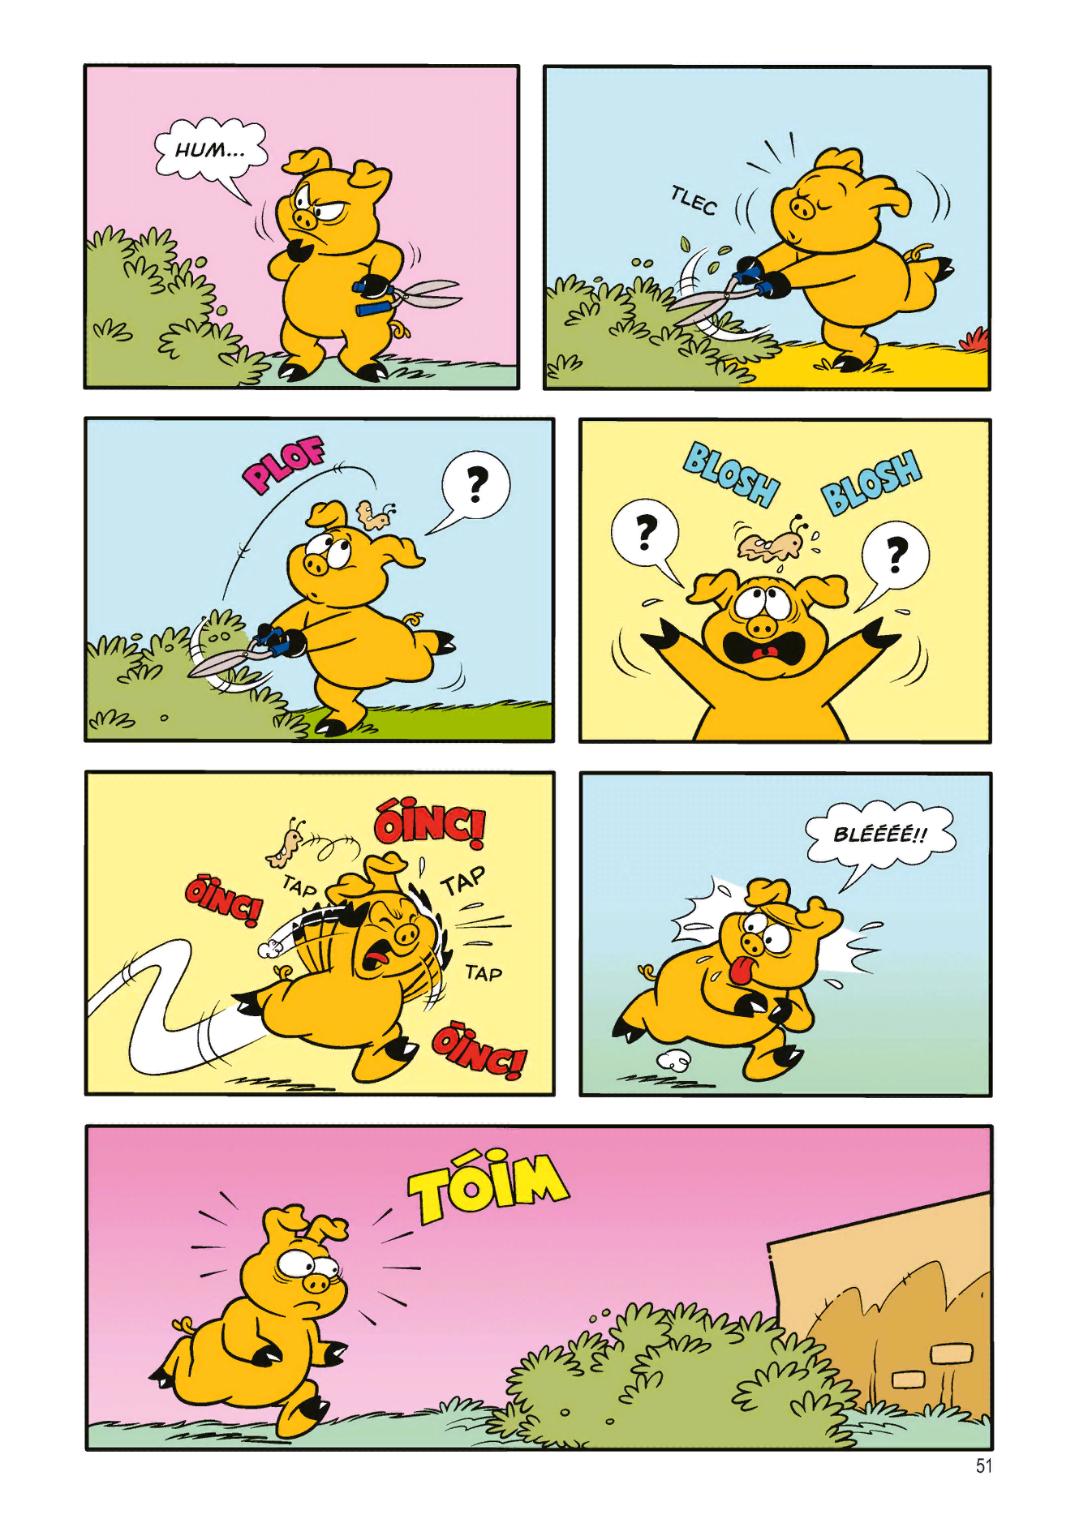 HUM...
TLEC
PLOF
?
BLOSH
BLOSH
?
?
ÓINC!
TAP
TAP
ÓINC!
TAP
ÓINC!
BLÉÉÉÉ!!
TÓIM
51